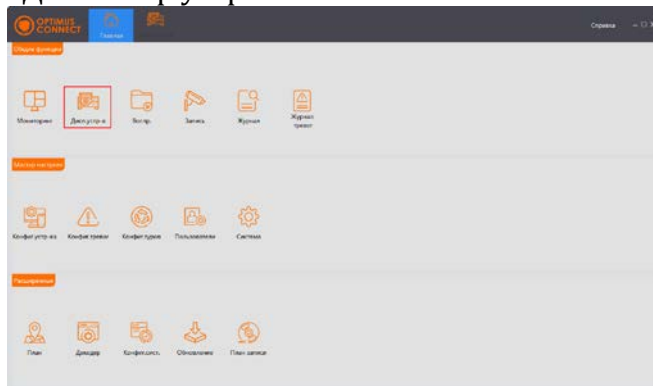 OPTIMUS
CONNECT
Главная
Справка
Общие функции
Мониторинг
Дисп.устр-в
Воспр.
Запись
Журнал
Журнал
тревог
Мастер настроек
Конфиг.устр-ва
Конфиг.тревог
Конфиг.туров
Пользователи
Система
Расширения
План
Декодер
Конфиг.сист.
Обновление
План записи